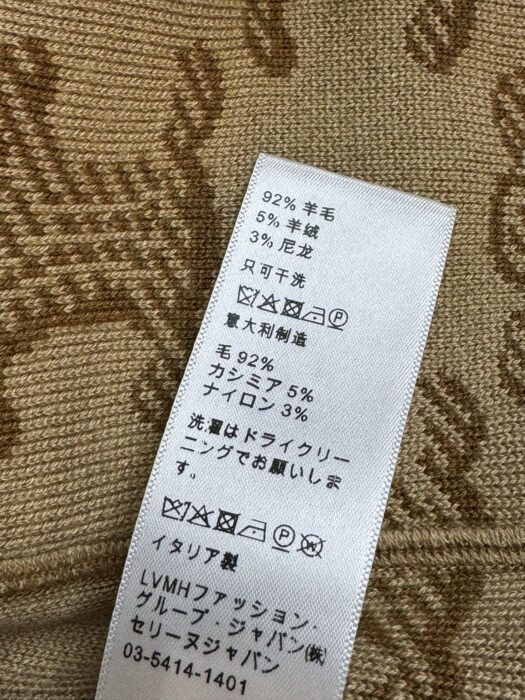 92% 羊毛
5% 羊绒
3% 尼龙
只可干洗
P
意大利制造
毛 92%
カシミア 5%
ナイロン 3%
洗濯はドライクリー
ニングでお願いしま
す。
P W
イタリア製
LVMHファッション・
グループ・ジャパン㈱
セリーヌジャパン
03-5414-1401